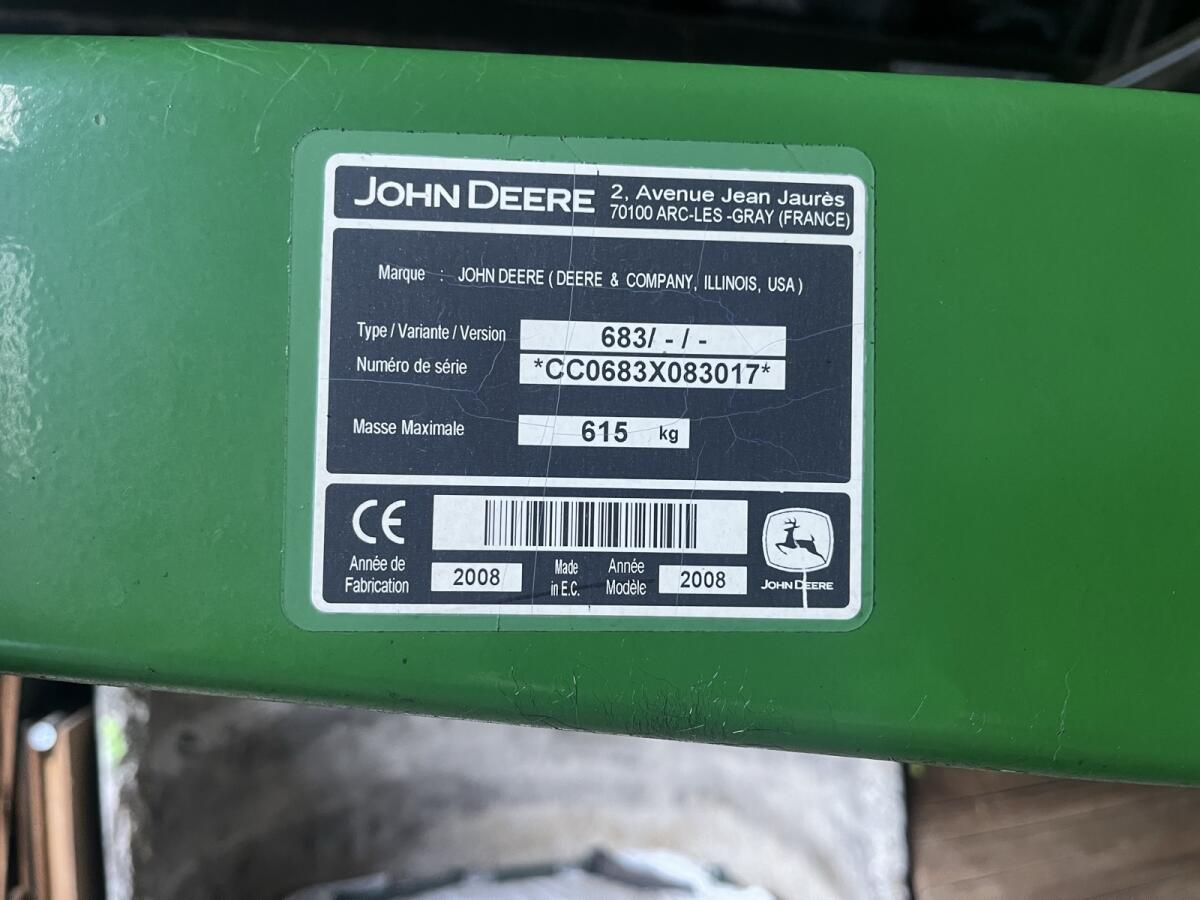 JOHN DEERE 2, Avenue Jean Jaurès
70100 ARC-LES -GRAY (FRANCE)
Marque : JOHN DEERE ( DEERE & COMPANY, ILLINOIS, USA )
Type / Variante / Version 683/ - / -
Numéro de série *CC0683X083017*
Masse Maximale 615 kg
CE
Année de Fabrication 2008
Made in E.C.
Année Modèle 2008
JOHN DEERE